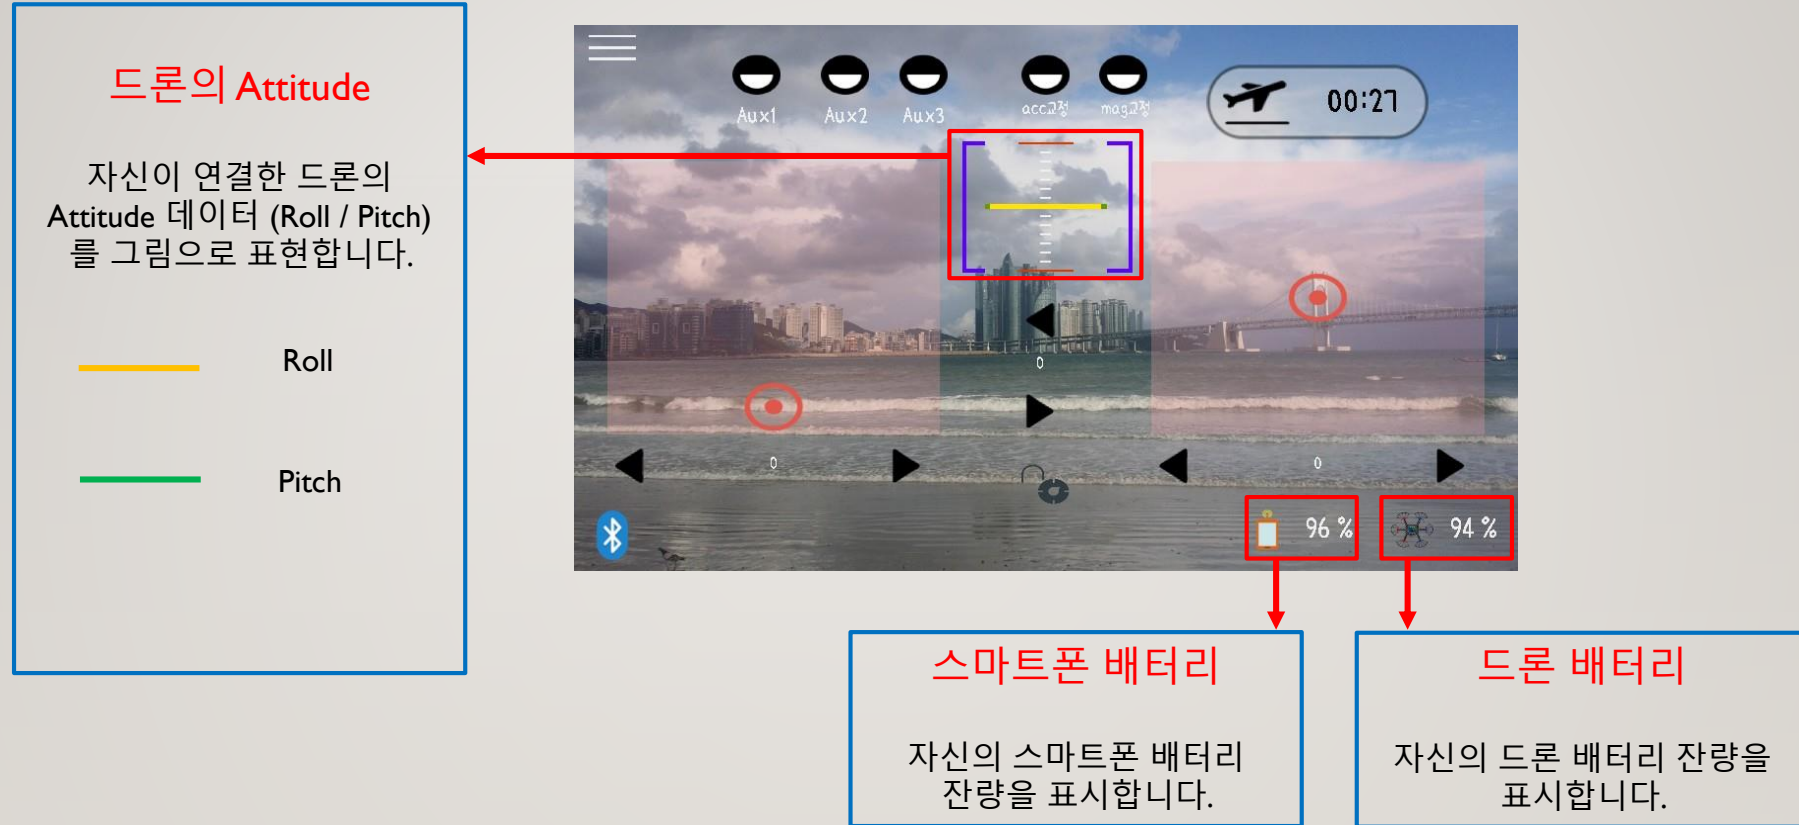 드론의 Attitude
자신이 연결한 드론의
Attitude 데이터 (Roll / Pitch)
를 그림으로 표현합니다.
Roll
Pitch
Aux1
Aux2
Aux3
acc교정
mag교정
00:27
0
0
0
96 %
94 %
스마트폰 배터리
자신의 스마트폰 배터리
잔량을 표시합니다.
드론 배터리
자신의 드론 배터리 잔량을
표시합니다.